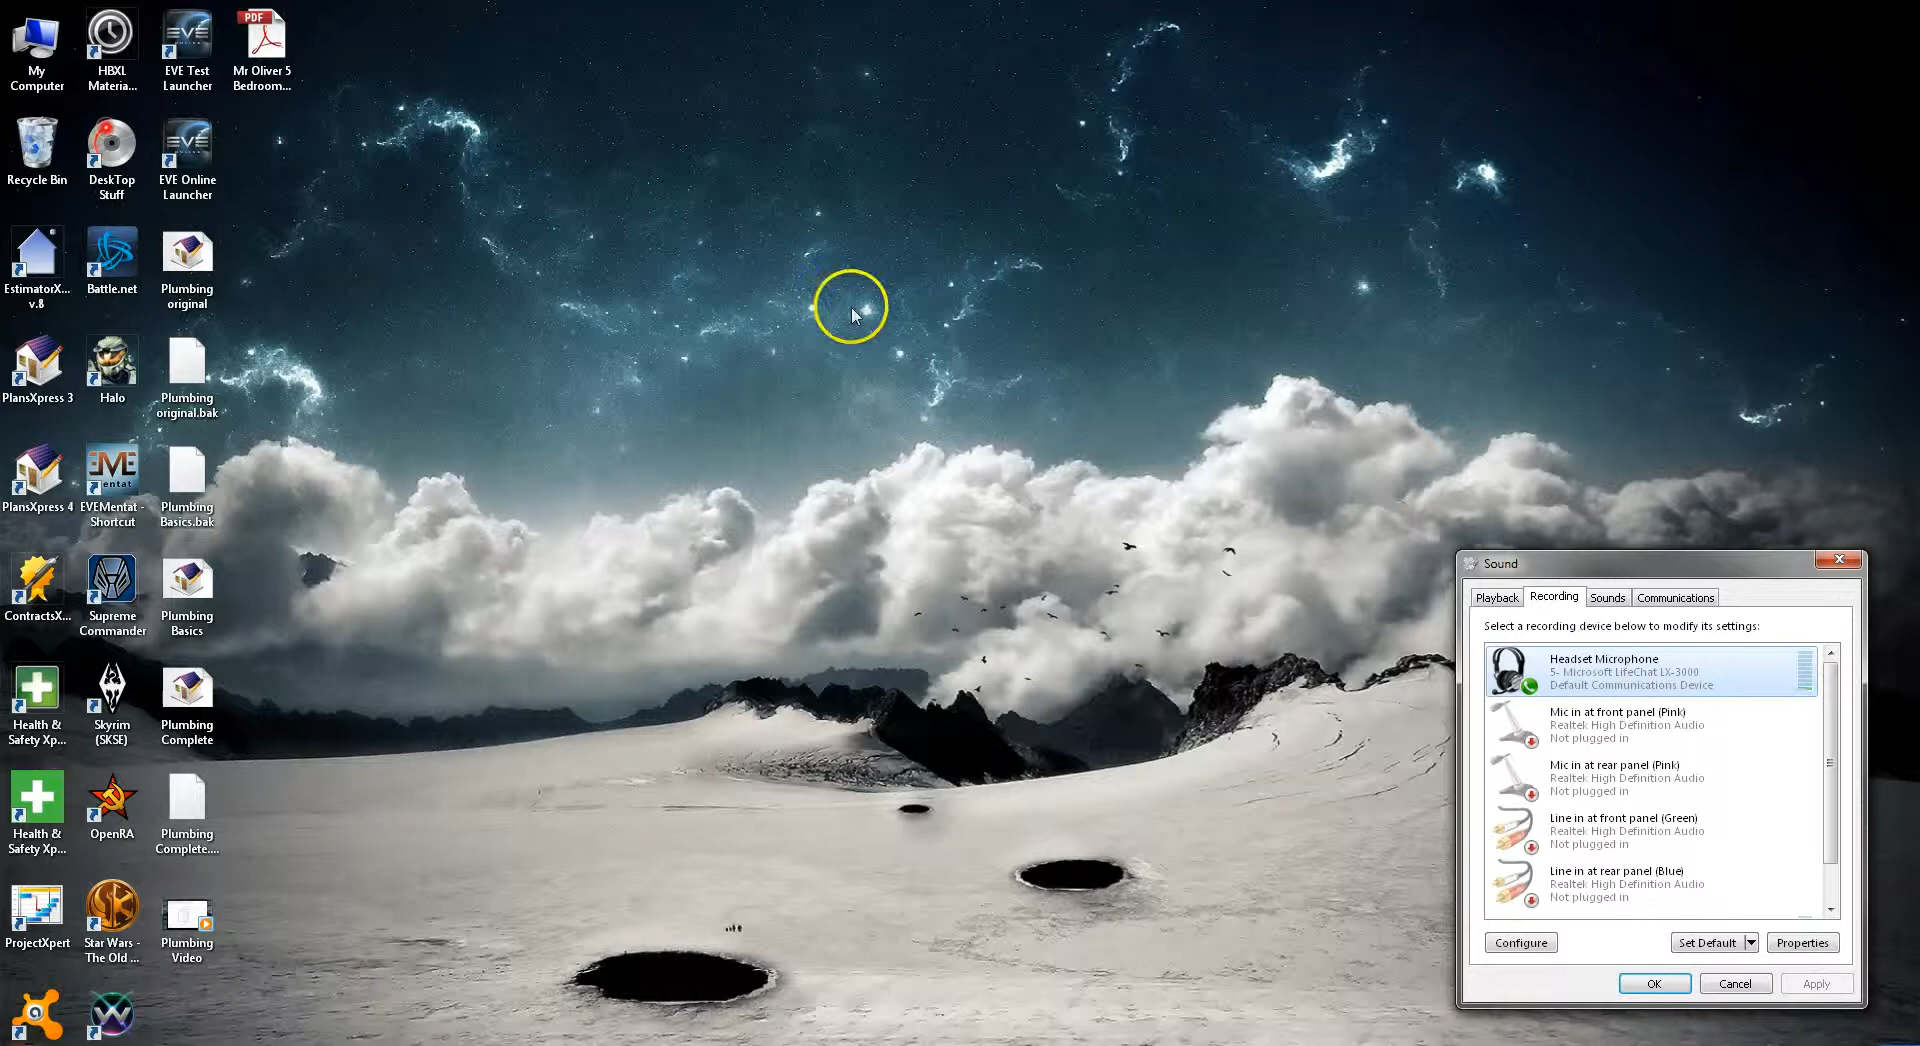 My
Computer
HBXL
Materia...
EVE
EVE Test
Launcher
PDF
Mr Oliver 5
Bedroom...
Recycle Bin
DeskTop
Stuff
EVE
EVE Online
Launcher
EstimatorX...
v.8
Battle.net
Plumbing
original
PlansXpress 3
Halo
Plumbing
original.bak
PlansXpress 4
EVE
entat
EVEMentat -
Shortcut
Plumbing
Basics.bak
ContractsX...
Supreme
Commander
Plumbing
Basics
Health &
Safety Xp...
Skyrim
(SKSE)
Plumbing
Complete
Health &
Safety Xp...
OpenRA
Plumbing
Complete....
ProjectXpert
Star Wars -
The Old ...
Plumbing
Video
Sound
Playback
Recording
Sounds
Communications
Select a recording device below to modify its settings:
Headset Microphone
5- Microsoft LifeChat LX-3000
Default Communications Device
Mic in at front panel (Pink)
Realtek High Definition Audio
Not plugged in
Mic in at rear panel (Pink)
Realtek High Definition Audio
Not plugged in
Line in at front panel (Green)
Realtek High Definition Audio
Not plugged in
Line in at rear panel (Blue)
Realtek High Definition Audio
Not plugged in
Configure
Set Default
Properties
OK
Cancel
Apply